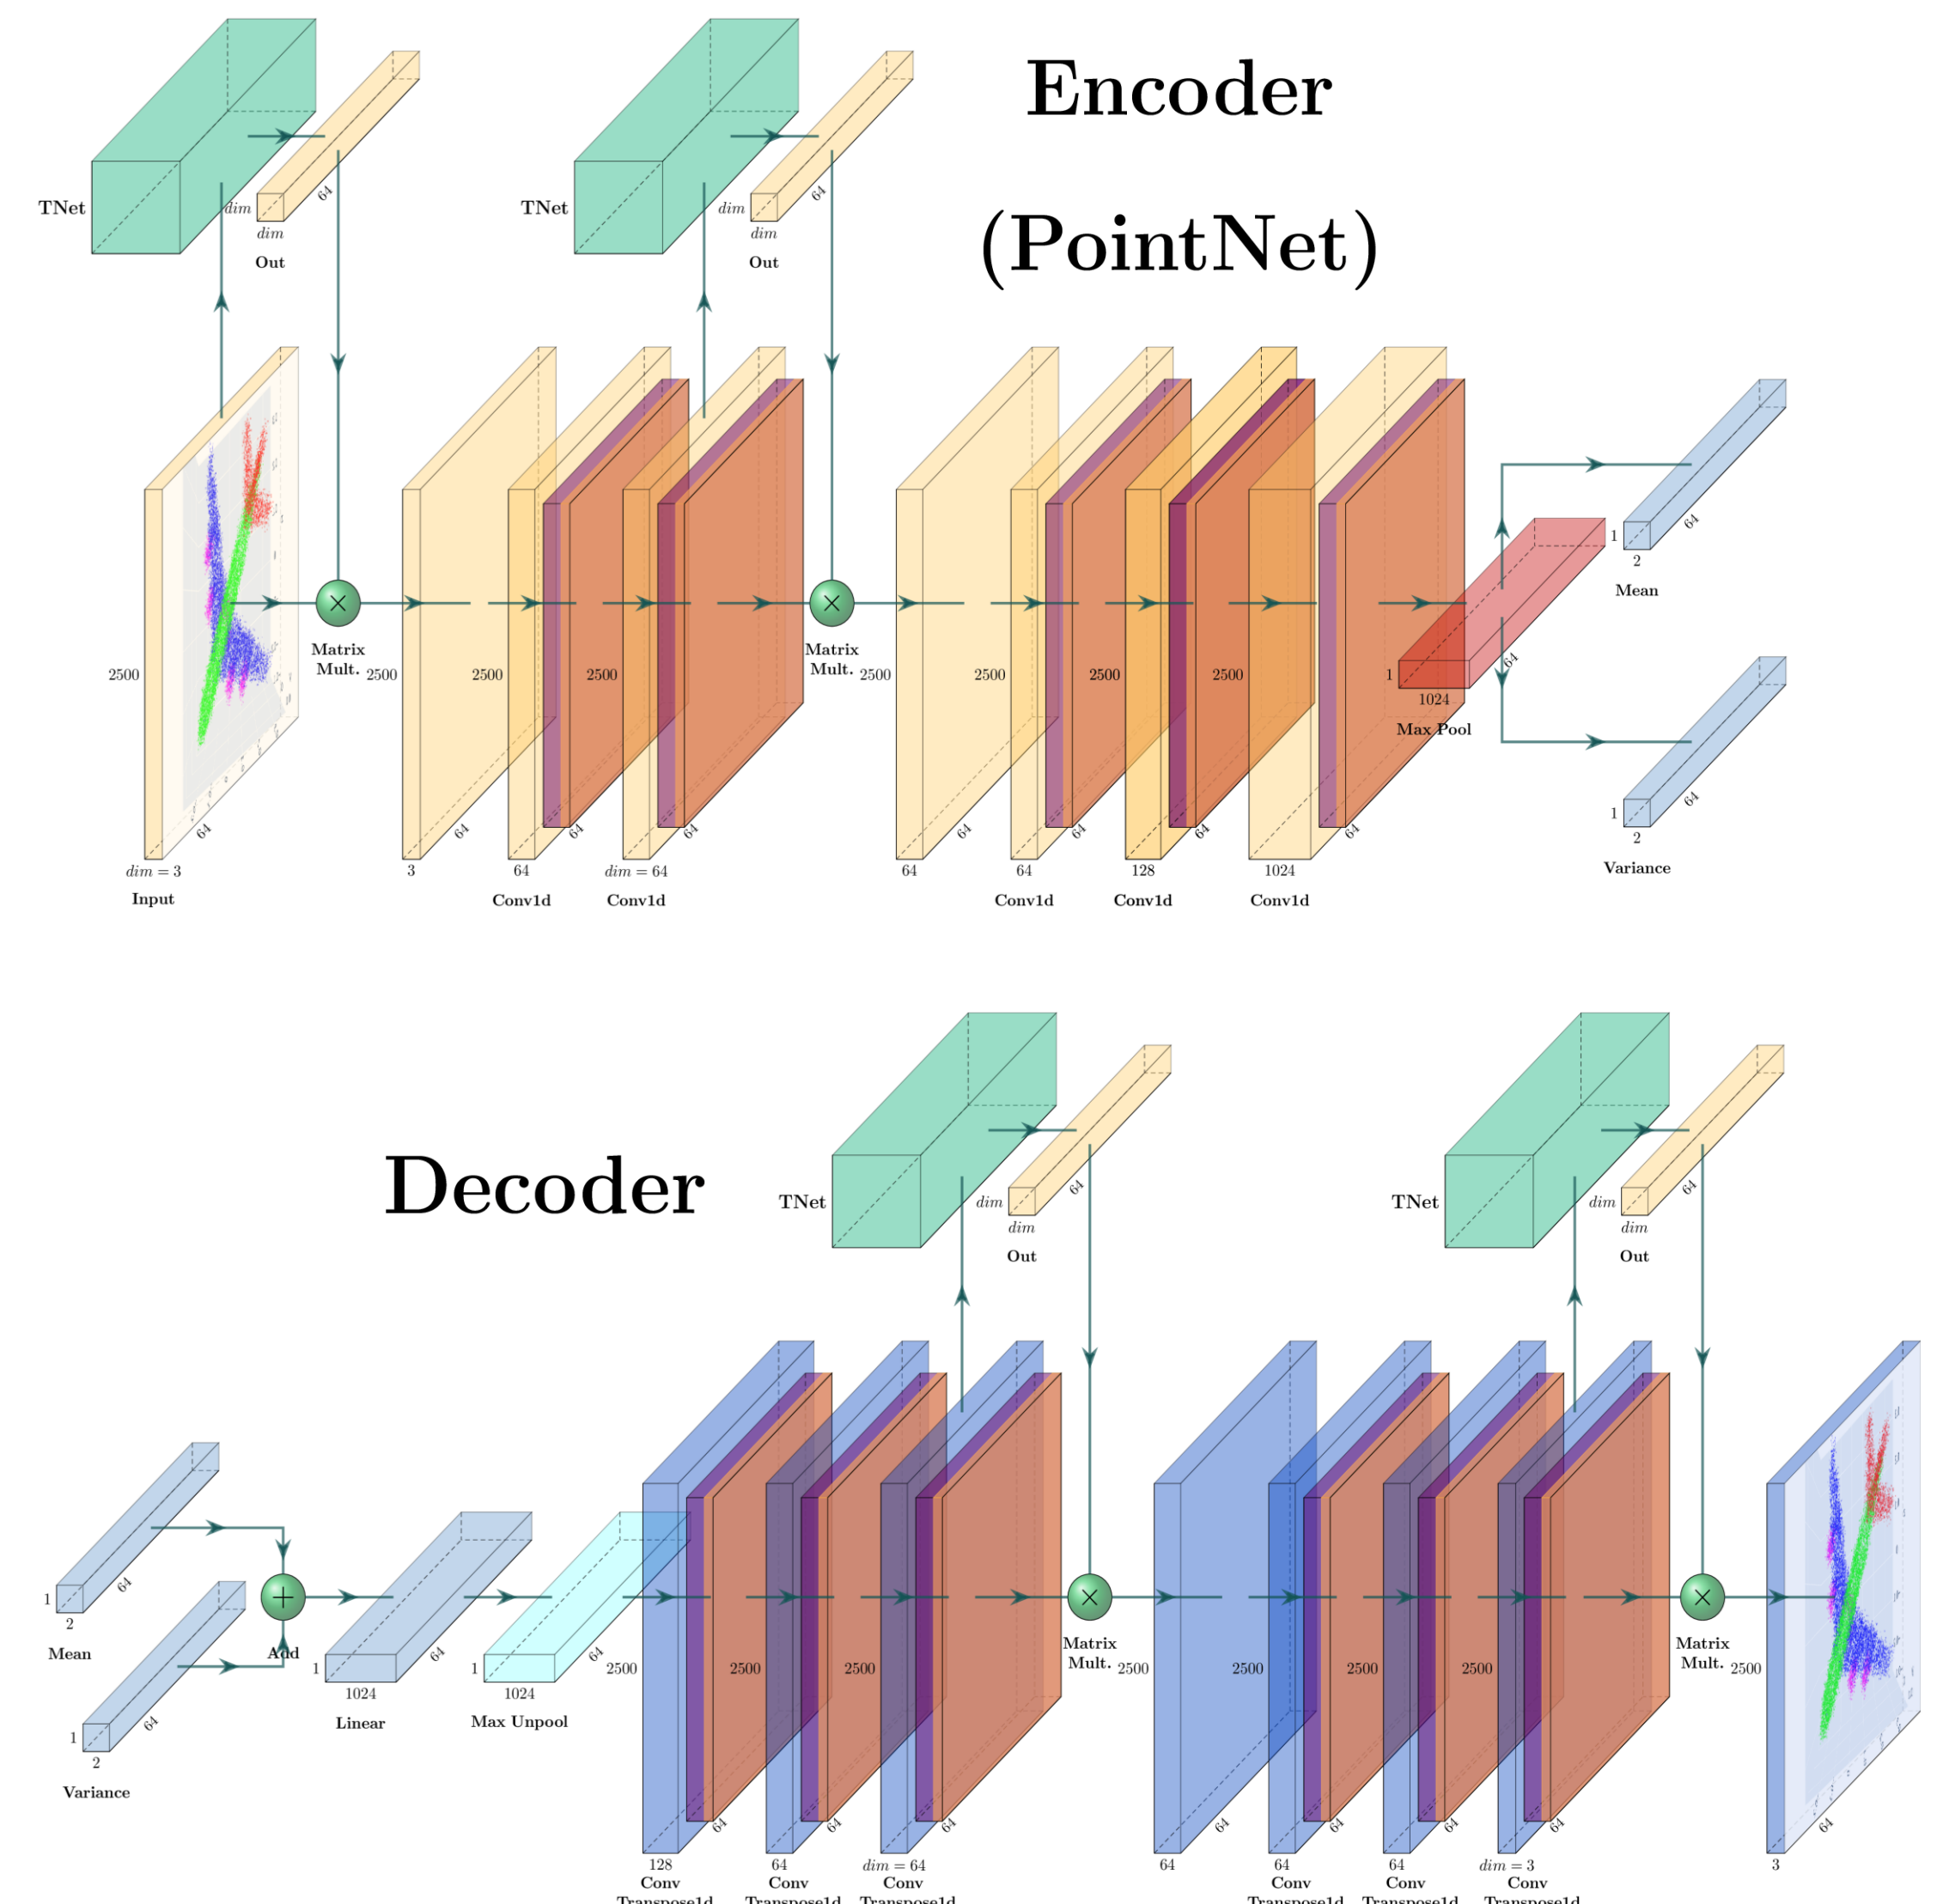 Encoder
(PointNet)
TNet
dim
dim
64
Out
TNet
dim
dim
64
Out
2500
64
dim = 3
Input
Matrix
Mult.
2500
64
3
2500
64
64
Conv1d
2500
64
dim = 64
Conv1d
Matrix
Mult.
2500
64
64
2500
64
64
Conv1d
2500
64
128
Conv1d
2500
64
1024
Conv1d
1
64
1024
Max Pool
1
64
2
Mean
1
64
2
Variance
Decoder
TNet
dim
dim
64
Out
TNet
dim
dim
64
Out
1
64
2
Mean
1
64
2
Variance
Add
1
64
1024
Linear
1
64
1024
Max Unpool
2500
64
128
Conv
Transpose1d
2500
64
64
Conv
Transpose1d
2500
64
dim = 64
Conv
Transpose1d
Matrix
Mult.
2500
64
64
2500
64
64
Conv
Transpose1d
2500
64
64
Conv
Transpose1d
2500
64
dim = 3
Conv
Transpose1d
Matrix
Mult.
2500
64
3